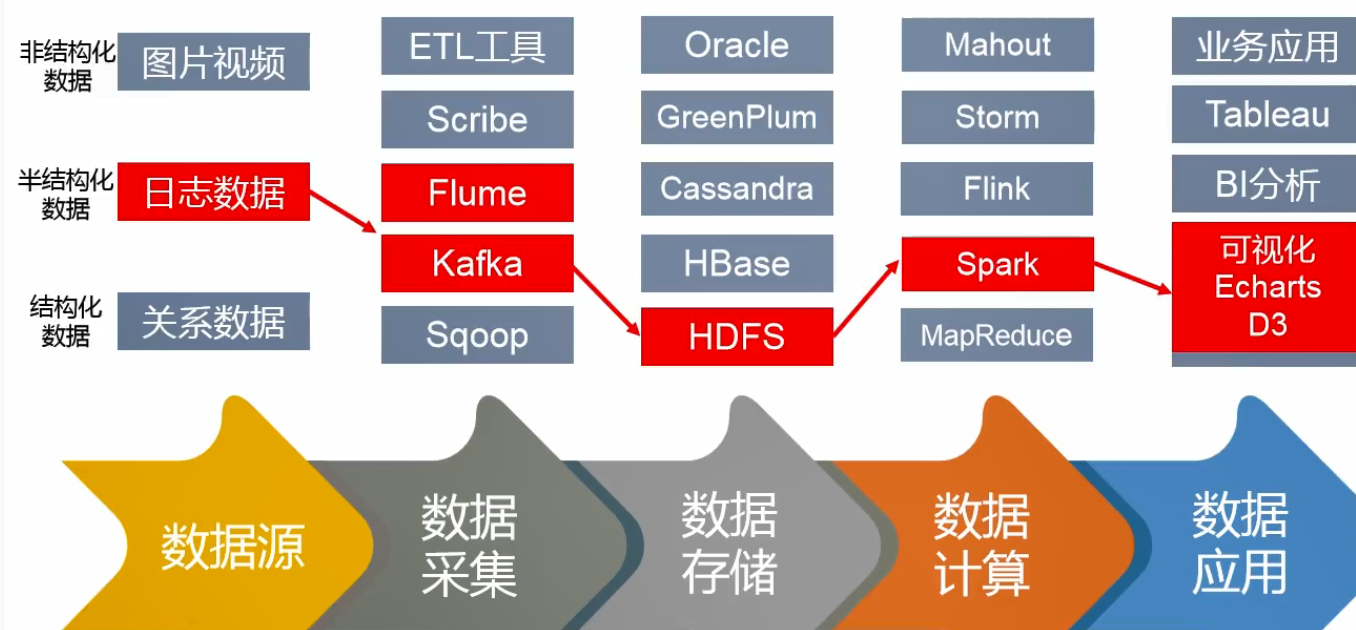 非结构化
数据
图片视频
半结构化
数据
日志数据
结构化
数据
关系数据
ETL工具
Scribe
Flume
Kafka
Sqoop
Oracle
GreenPlum
Cassandra
HBase
HDFS
Mahout
Storm
Flink
Spark
MapReduce
业务应用
Tableau
BI分析
可视化
Echarts
D3
数据源
数据
采集
数据
存储
数据
计算
数据
应用